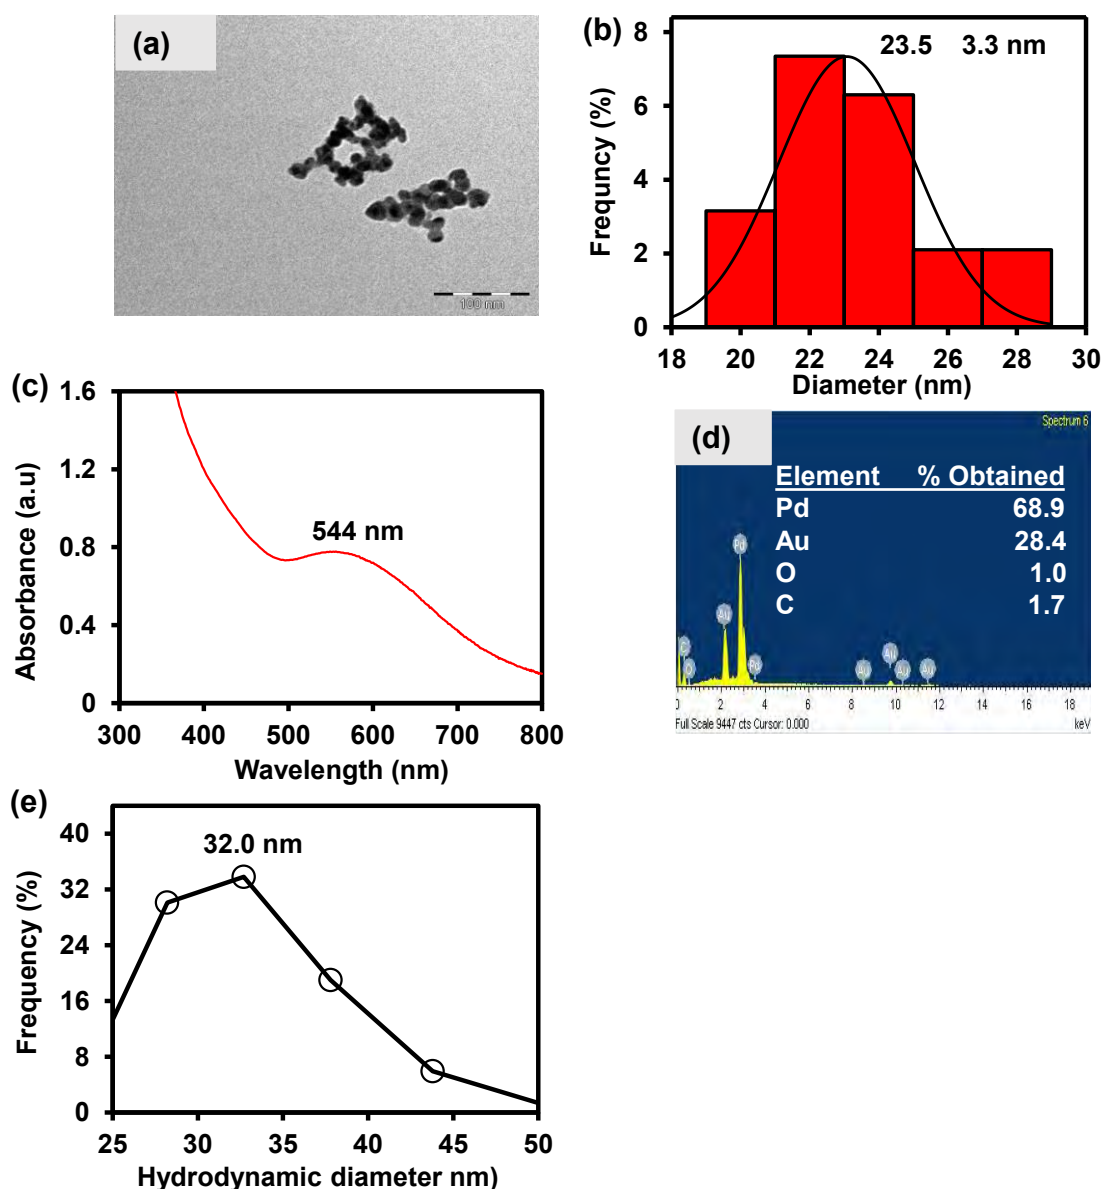 (a)
100 nm
(b)
23.5 3.3 nm
Frequncy (%)
8
6
4
2
0
18 20 22 24 26 28 30
Diameter (nm)
(c)
544 nm
Absorbance (a.u)
1.6
1.2
0.8
0.4
0
300 400 500 600 700 800
Wavelength (nm)
(d)
Spectrum 6
Element % Obtained
Pd 68.9
Au 28.4
O 1.0
C 1.7
Pd
Au
C
O
Pd
Au
Au
Au
Au
0 2 4 6 8 10 12 14 16 18
Full Scale 9447 cts Cursor: 0.000 keV
(e)
32.0 nm
Frequency (%)
40
32
24
16
8
0
25 30 35 40 45 50
Hydrodynamic diameter nm)